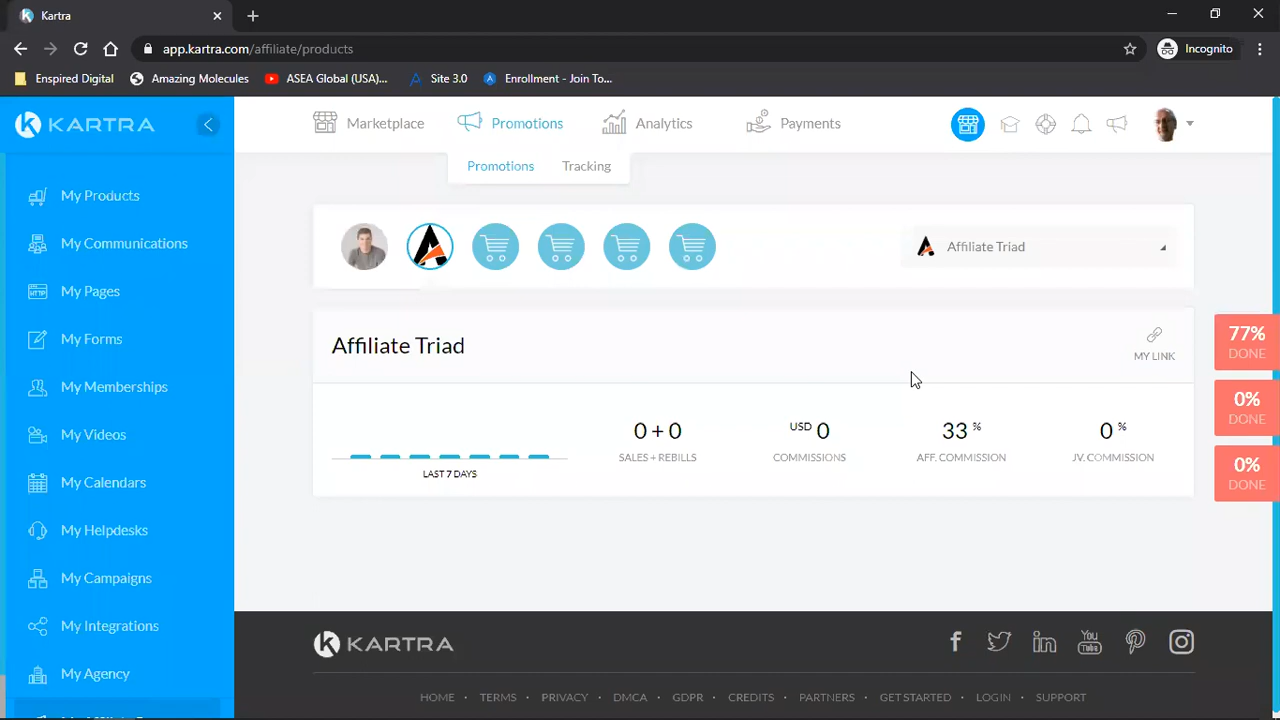 Kartra
app.kartra.com/affiliate/products
Incognito
Enspired Digital
Amazing Molecules
ASEA Global (USA)...
Site 3.0
Enrollment - Join To...
KARTRA
Marketplace
Promotions
Analytics
Payments
Promotions
Tracking
My Products
My Communications
My Pages
My Forms
My Memberships
My Videos
My Calendars
My Helpdesks
My Campaigns
My Integrations
My Agency
Affiliate Triad
Affiliate Triad
MY LINK
LAST 7 DAYS
0 + 0
SALES + REBILLS
USD 0
COMMISSIONS
33 %
AFF. COMMISSION
0 %
JV. COMMISSION
77%
DONE
0%
DONE
0%
DONE
KARTRA
You
Tube
HOME • TERMS • PRIVACY • DMCA • GDPR • CREDITS • PARTNERS • GET STARTED • LOGIN • SUPPORT